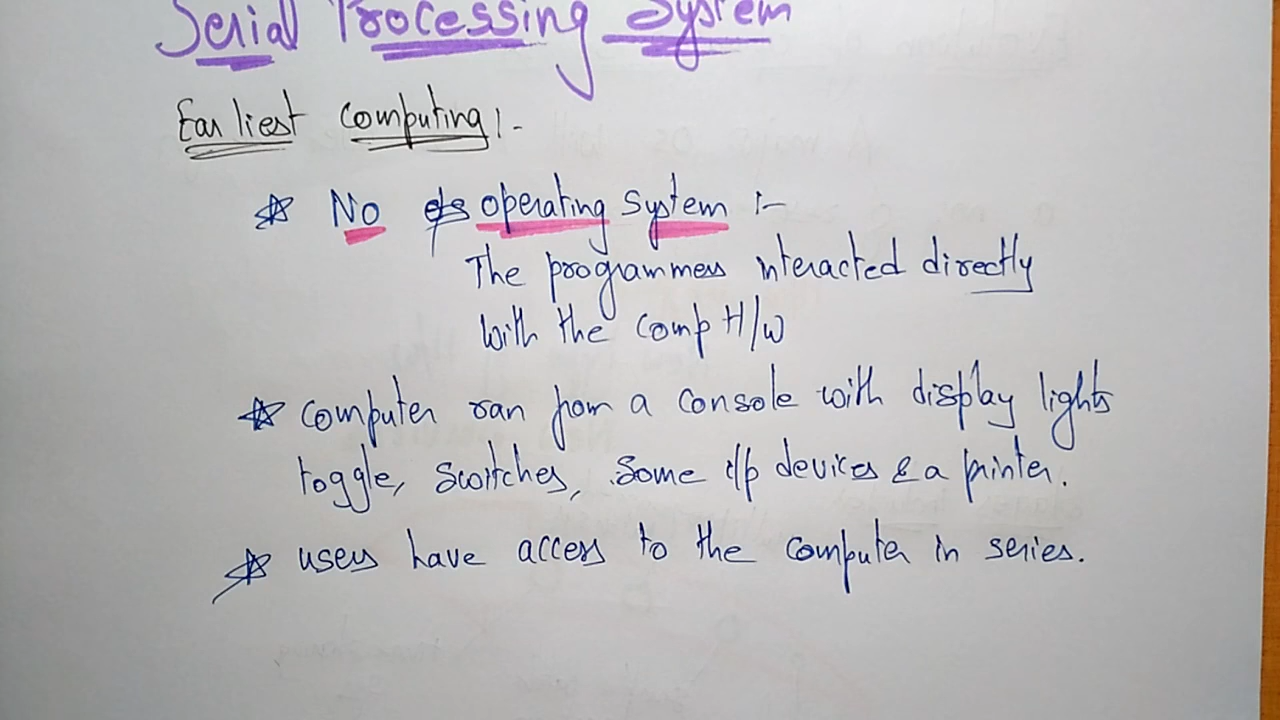 Serial Processing System
Earliest computing:-
No operating system :-
The programmers interacted directly
with the comp H/w
computer ran from a console with display lights
toggle, switches, some i/p devices & a printer.
users have access to the computer in series.